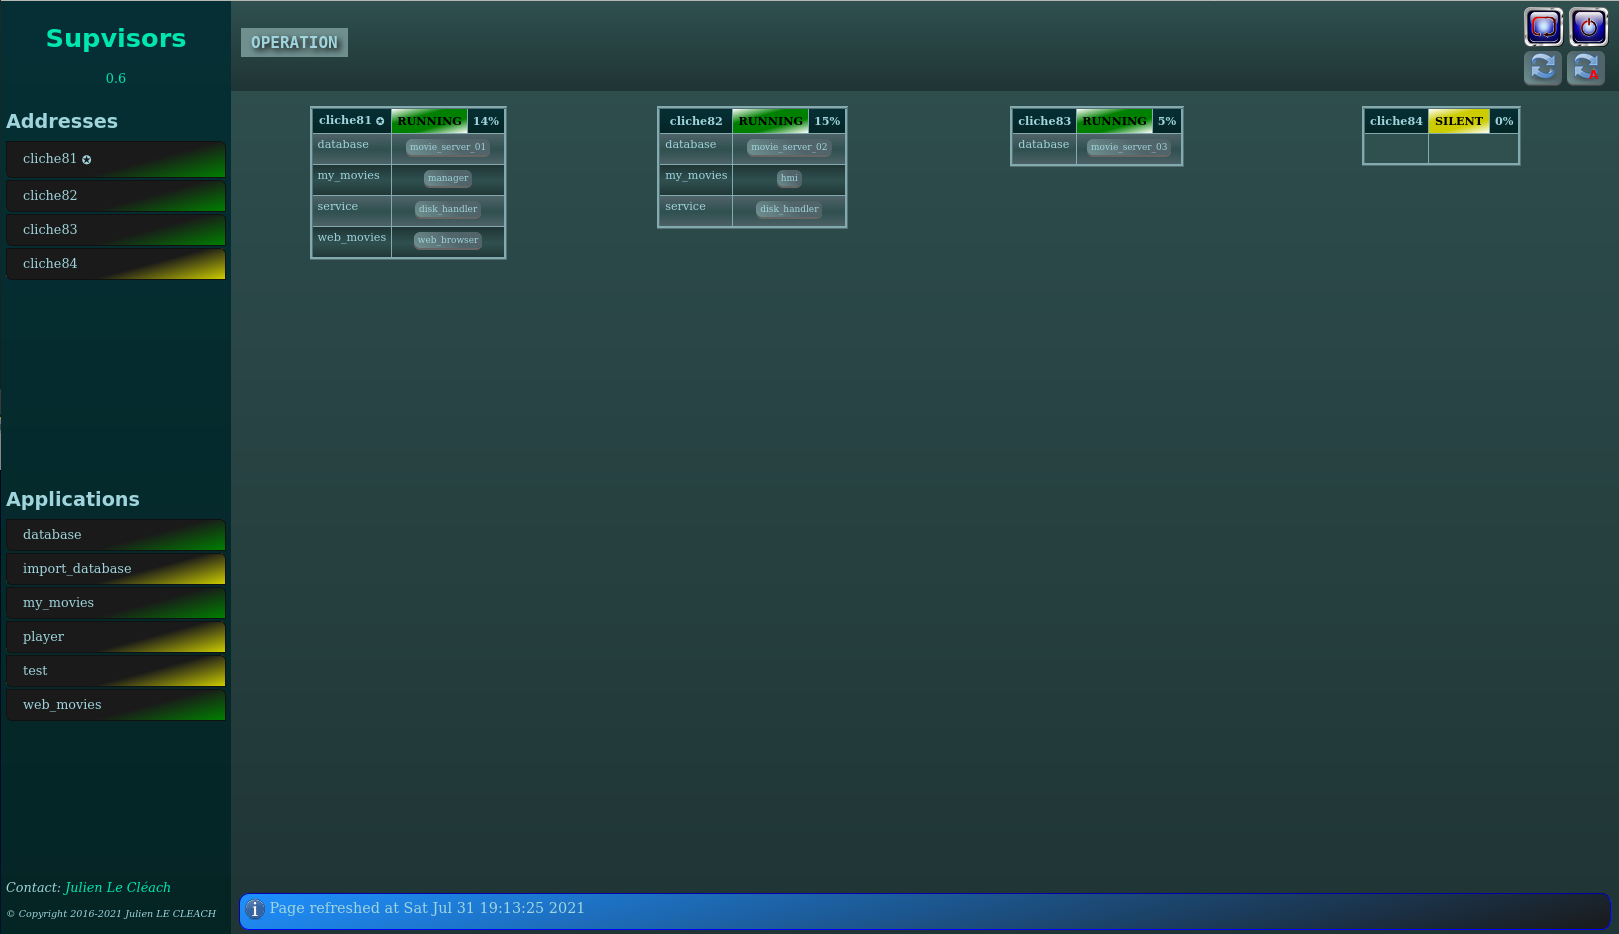 Supvisors
0.6
Addresses
cliche81 ✪
cliche82
cliche83
cliche84
Applications
database
import_database
my_movies
player
test
web_movies
Contact: Julien Le Cléach
© Copyright 2016-2021 Julien LE CLEACH
OPERATION
cliche81 ✪ RUNNING 14%
database movie_server_01
my_movies manager
service disk_handler
web_movies web_browser
cliche82 RUNNING 15%
database movie_server_02
my_movies hmi
service disk_handler
cliche83 RUNNING 5%
database movie_server_03
cliche84 SILENT 0%
A
i Page refreshed at Sat Jul 31 19:13:25 2021